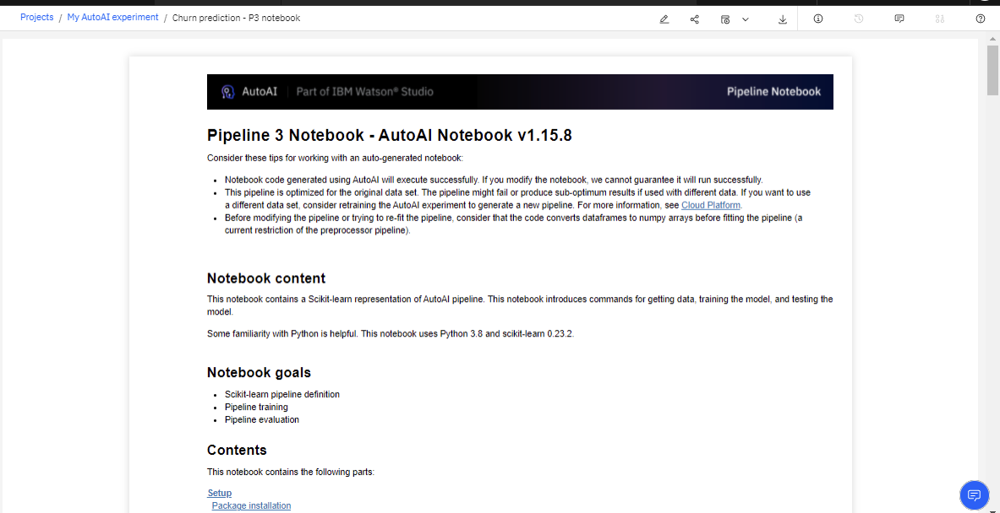 Projects / My AutoAI experiment / Churn prediction - P3 notebook
AutoAI | Part of IBM Watson® Studio Pipeline Notebook
Pipeline 3 Notebook - AutoAI Notebook v1.15.8
Consider these tips for working with an auto-generated notebook:
• Notebook code generated using AutoAI will execute successfully. If you modify the notebook, we cannot guarantee it will run successfully.
• This pipeline is optimized for the original data set. The pipeline might fail or produce sub-optimum results if used with different data. If you want to use
a different data set, consider retraining the AutoAI experiment to generate a new pipeline. For more information, see Cloud Platform.
• Before modifying the pipeline or trying to re-fit the pipeline, consider that the code converts dataframes to numpy arrays before fitting the pipeline (a
current restriction of the preprocessor pipeline).
Notebook content
This notebook contains a Scikit-learn representation of AutoAI pipeline. This notebook introduces commands for getting data, training the model, and testing the
model.
Some familiarity with Python is helpful. This notebook uses Python 3.8 and scikit-learn 0.23.2.
Notebook goals
• Scikit-learn pipeline definition
• Pipeline training
• Pipeline evaluation
Contents
This notebook contains the following parts:
Setup
Package installation